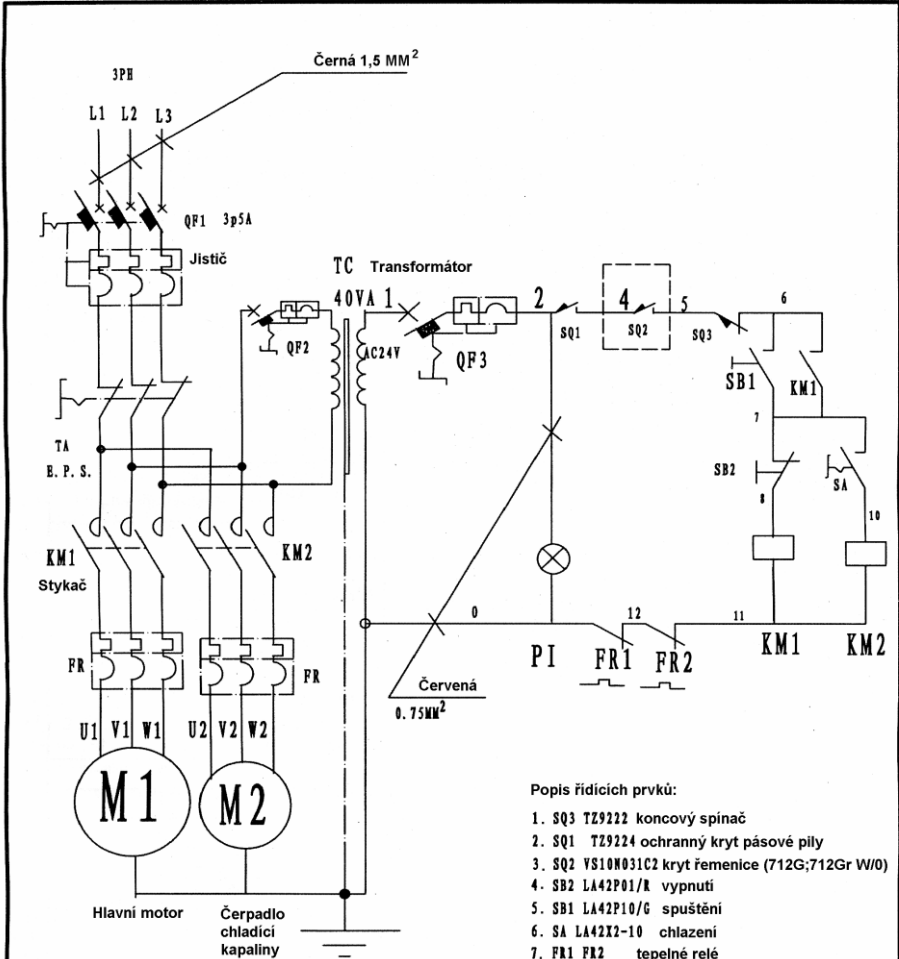 Černá 1,5 MM²
3PH
L1 L2 L3
QF1 3p5A
Jistič
TC Transformátor
40VA 1
2
4
5
6
QF2
AC24V
QF3
SQ1
SQ2
SQ3
SB1
KM1
7
TA
E.P.S.
SB2
SA
8
10
KM1
KM2
Stykač
0
12
11
PI
FR1
FR2
KM1
KM2
FR
FR
Červená
0.75MM²
U1 V1 W1
U2 V2 W2
M1
M2
Hlavní motor
Čerpadlo
chladící
kapaliny
Popis řídících prvků:
1. SQ3 TZ9222 koncový spínač
2. SQ1 TZ9224 ochranný kryt pásové pily
3. SQ2 VS10N031C2 kryt řemenice (712G;712Gr W/0)
4. SB2 LA42P01/R vypnutí
5. SB1 LA42P10/G spuštění
6. SA LA42X2-10 chlazení
7. FR1 FR2 tepelné relé